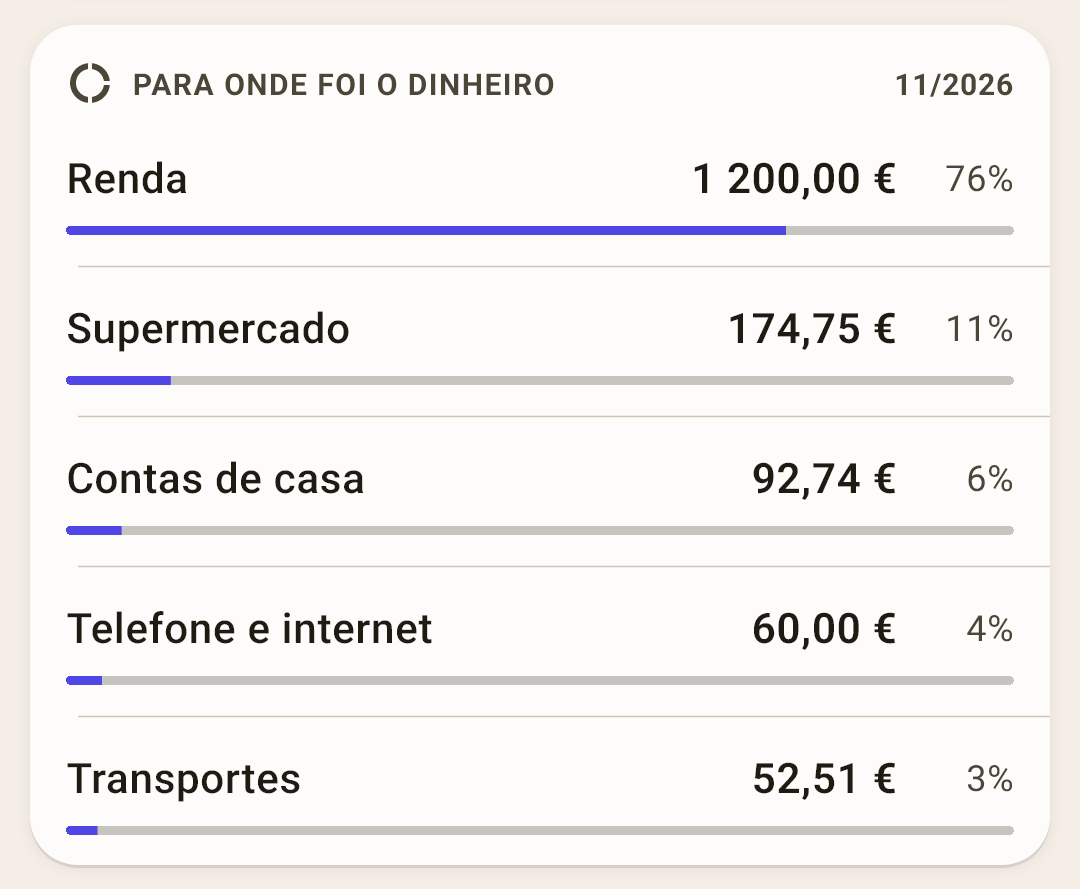 PARA ONDE FOI O DINHEIRO 11/2026
Renda 1 200,00 € 76%
Supermercado 174,75 € 11%
Contas de casa 92,74 € 6%
Telefone e internet 60,00 € 4%
Transportes 52,51 € 3%